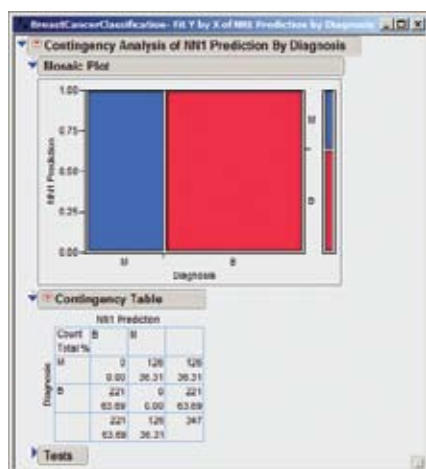 BreastCancerClassification- Fit Y by X of NN1 Prediction by Diagnosis
Contingency Analysis of NN1 Prediction By Diagnosis
Mosaic Plot
1.00
0.75
0.50
0.25
0.00
NN1 Prediction
M
B
M
B
Diagnosis
Contingency Table
NN1 Prediction
Count B M
Total %
Diagnosis
M 0 126 126
0.00 36.31 36.31
B 221 0 221
63.69 0.00 63.69
221 126 347
63.69 36.31
Tests